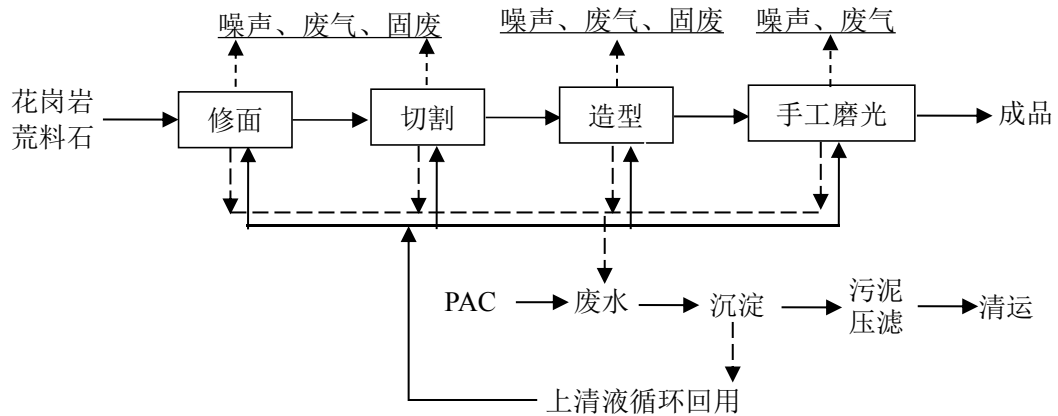 噪声、废气、固废
噪声、废气、固废
噪声、废气
花岗岩
荒料石
修面
切割
造型
手工磨光
成品
PAC
废水
沉淀
污泥
压滤
清运
上清液循环回用